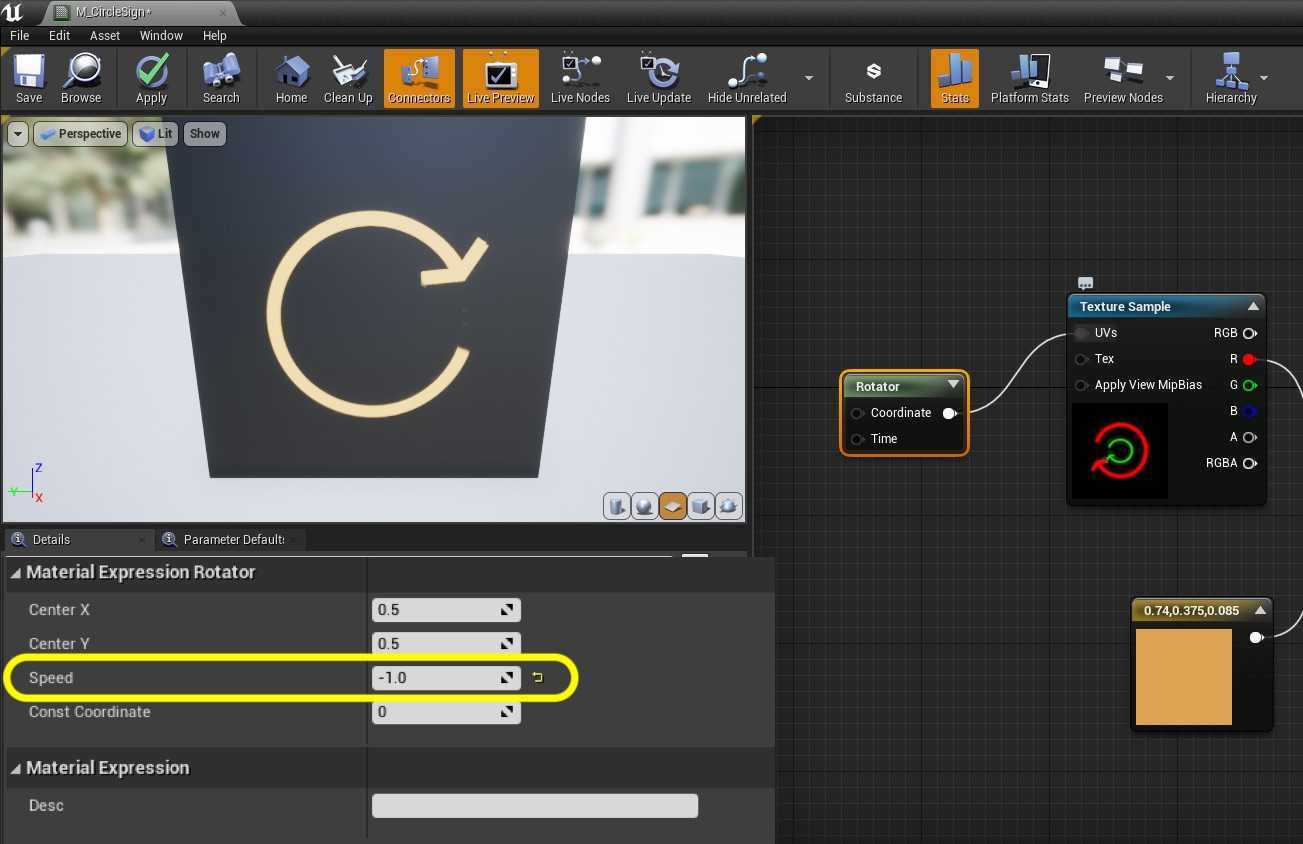 M_CircleSign*
File Edit Asset Window Help
Save Browse Apply Search Home Clean Up Connectors Live Preview Live Nodes Live Update Hide Unrelated Substance Stats Platform Stats Preview Nodes Hierarchy
Perspective Lit Show
Z
Y
X
Texture Sample
UVs RGB
Tex R
Apply View MipBias G
B
A
RGBA
Rotator
Coordinate
Time
0.74,0.375,0.085
Details Parameter Defaults
Material Expression Rotator
Center X 0.5
Center Y 0.5
Speed -1.0
Const Coordinate 0
Material Expression
Desc